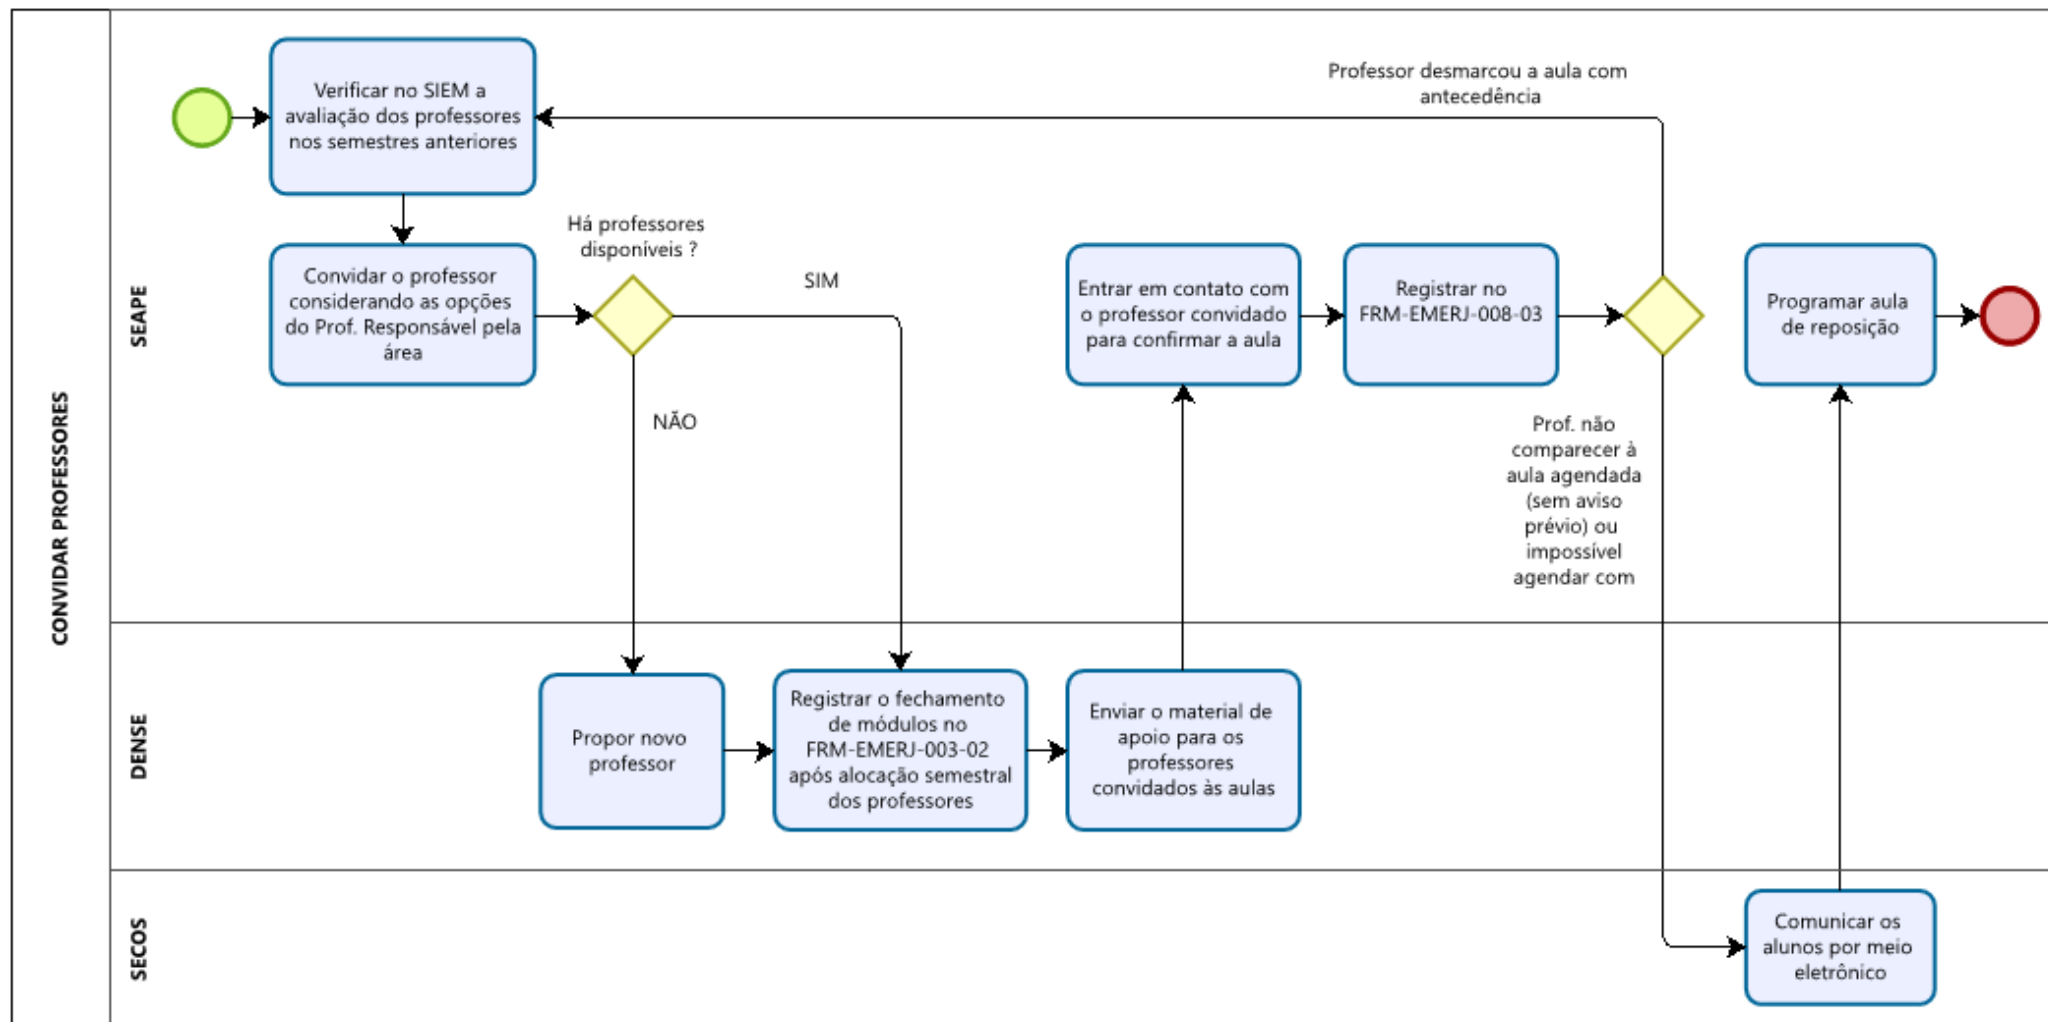 CONVIDAR PROFESSORES
SEAPE
Verificar no SIEM a
avaliação dos professores
nos semestres anteriores
Professor desmarcou a aula com
antecedência
Convidar o professor
considerando as opções
do Prof. Responsável pela
área
Há professores
disponíveis ?
SIM
NÃO
Entrar em contato com
o professor convidado
para confirmar a aula
Registrar no
FRM-EMERJ-008-03
Prof. não
comparecer à
aula agendada
(sem aviso
prévio) ou
impossível
agendar com
Programar aula
de reposição
DENSE
Propor novo
professor
Registrar o fechamento
de módulos no
FRM-EMERJ-003-02
após alocação semestral
dos professores
Enviar o material de
apoio para os
professores
convidados às aulas
SECOS
Comunicar os
alunos por meio
eletrônico